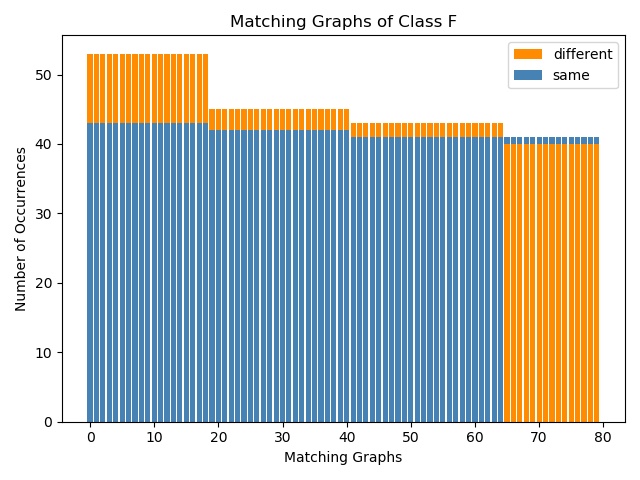 Matching Graphs of Class F
different
same
Number of Occurrences
50
40
30
20
10
0
0 10 20 30 40 50 60 70 80
Matching Graphs